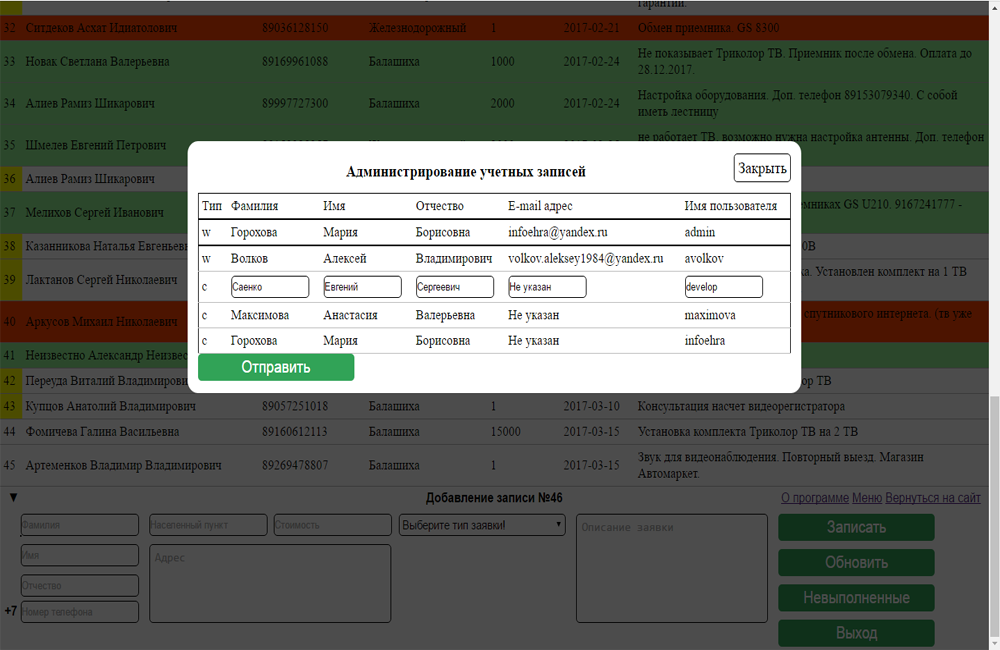 гарантии.
32 Ситдеков Асхат Идиатолович 89036128150 Железнодорожный 1 2017-02-21 Обмен приемника. GS 8300
33 Новак Светлана Валерьевна 89169961088 Балашиха 1000 2017-02-24 Не показывает Триколор ТВ. Приемник после обмена. Оплата до
28.12.2017.
34 Алиев Рамиз Шикарович 89997727300 Балашиха 2000 2017-02-24 Настройка оборудования. Доп. телефон 89153079340. С собой
иметь лестницу
35 Шмелев Евгений Петрович не работает ТВ, возможно нужна настройка антенны. Доп. телефон
Администрирование учетных записей Закрыть
36 Алиев Рамиз Шикарович
Тип Фамилия Имя Отчество E-mail адрес Имя пользователя
37 Мелихов Сергей Иванович GS U210. 9167241777 -
w Горохова Мария Борисовна infoehra@yandex.ru admin
38 Казанникова Наталья
w Волков Алексей Владимирович volkov.aleksey1984@yandex.ru avolkov
39 Лактанов Сергей Николаевич Установлен комплект на 1 ТВ
с Саенко Евгений Сергеевич Не указан develop
40 Аркусов Михаил Николаевич спутникового интернета. (тв уже
с Максимова Анастасия Валерьевна Не указан maximova
с Горохова Мария Борисовна Не указан infoehra
41 Неизвестно Александр
Отправить
42 Переуда Виталий ТВ
43 Купцов Анатолий Владимирович 89057251018 Балашиха 1 2017-03-10 Консультация насчет видеорегистратора
44 Фомичева Галина Васильевна 89160612113 Балашиха 15000 2017-03-15 Установка комплекта Триколор ТВ на 2 ТВ
45 Артеменков Владимир Владимирович 89269478807 Балашиха 1 2017-03-15 Звук для видеонаблюдения. Повторный выезд. Магазин
Автомаркет.
▼ Добавление записи №46 О программе Меню Вернуться на сайт
Фамилия Населенный пункт Стоимость Выберите тип заявки! Описание заявки Записать
Имя Адрес Обновить
Отчество Невыполненные
+7 Номер телефона
Выход